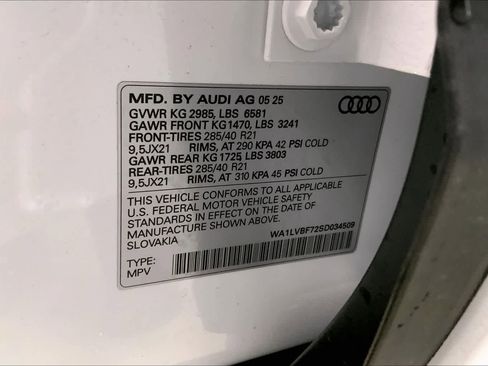 MFD. BY AUDI AG 05 25
GVWR KG 2985, LBS 6581
GAWR FRONT KG 1470, LBS 3241
FRONT-TIRES 285/40 R21
9,5JX21 RIMS, AT 290 KPA 42 PSI COLD
GAWR REAR KG 1725 LBS 3803
REAR-TIRES 285/40 R21
9,5JX21 RIMS, AT 310 KPA 45 PSI COLD
THIS VEHICLE CONFORMS TO ALL APPLICABLE
U.S. FEDERAL MOTOR VEHICLE SAFETY
STANDARDS IN EFFECT ON THE DATE OF
MANUFACTURE SHOWN ABOVE.
SLOVAKIA WA1LVBF72SD034509
TYPE:
MPV